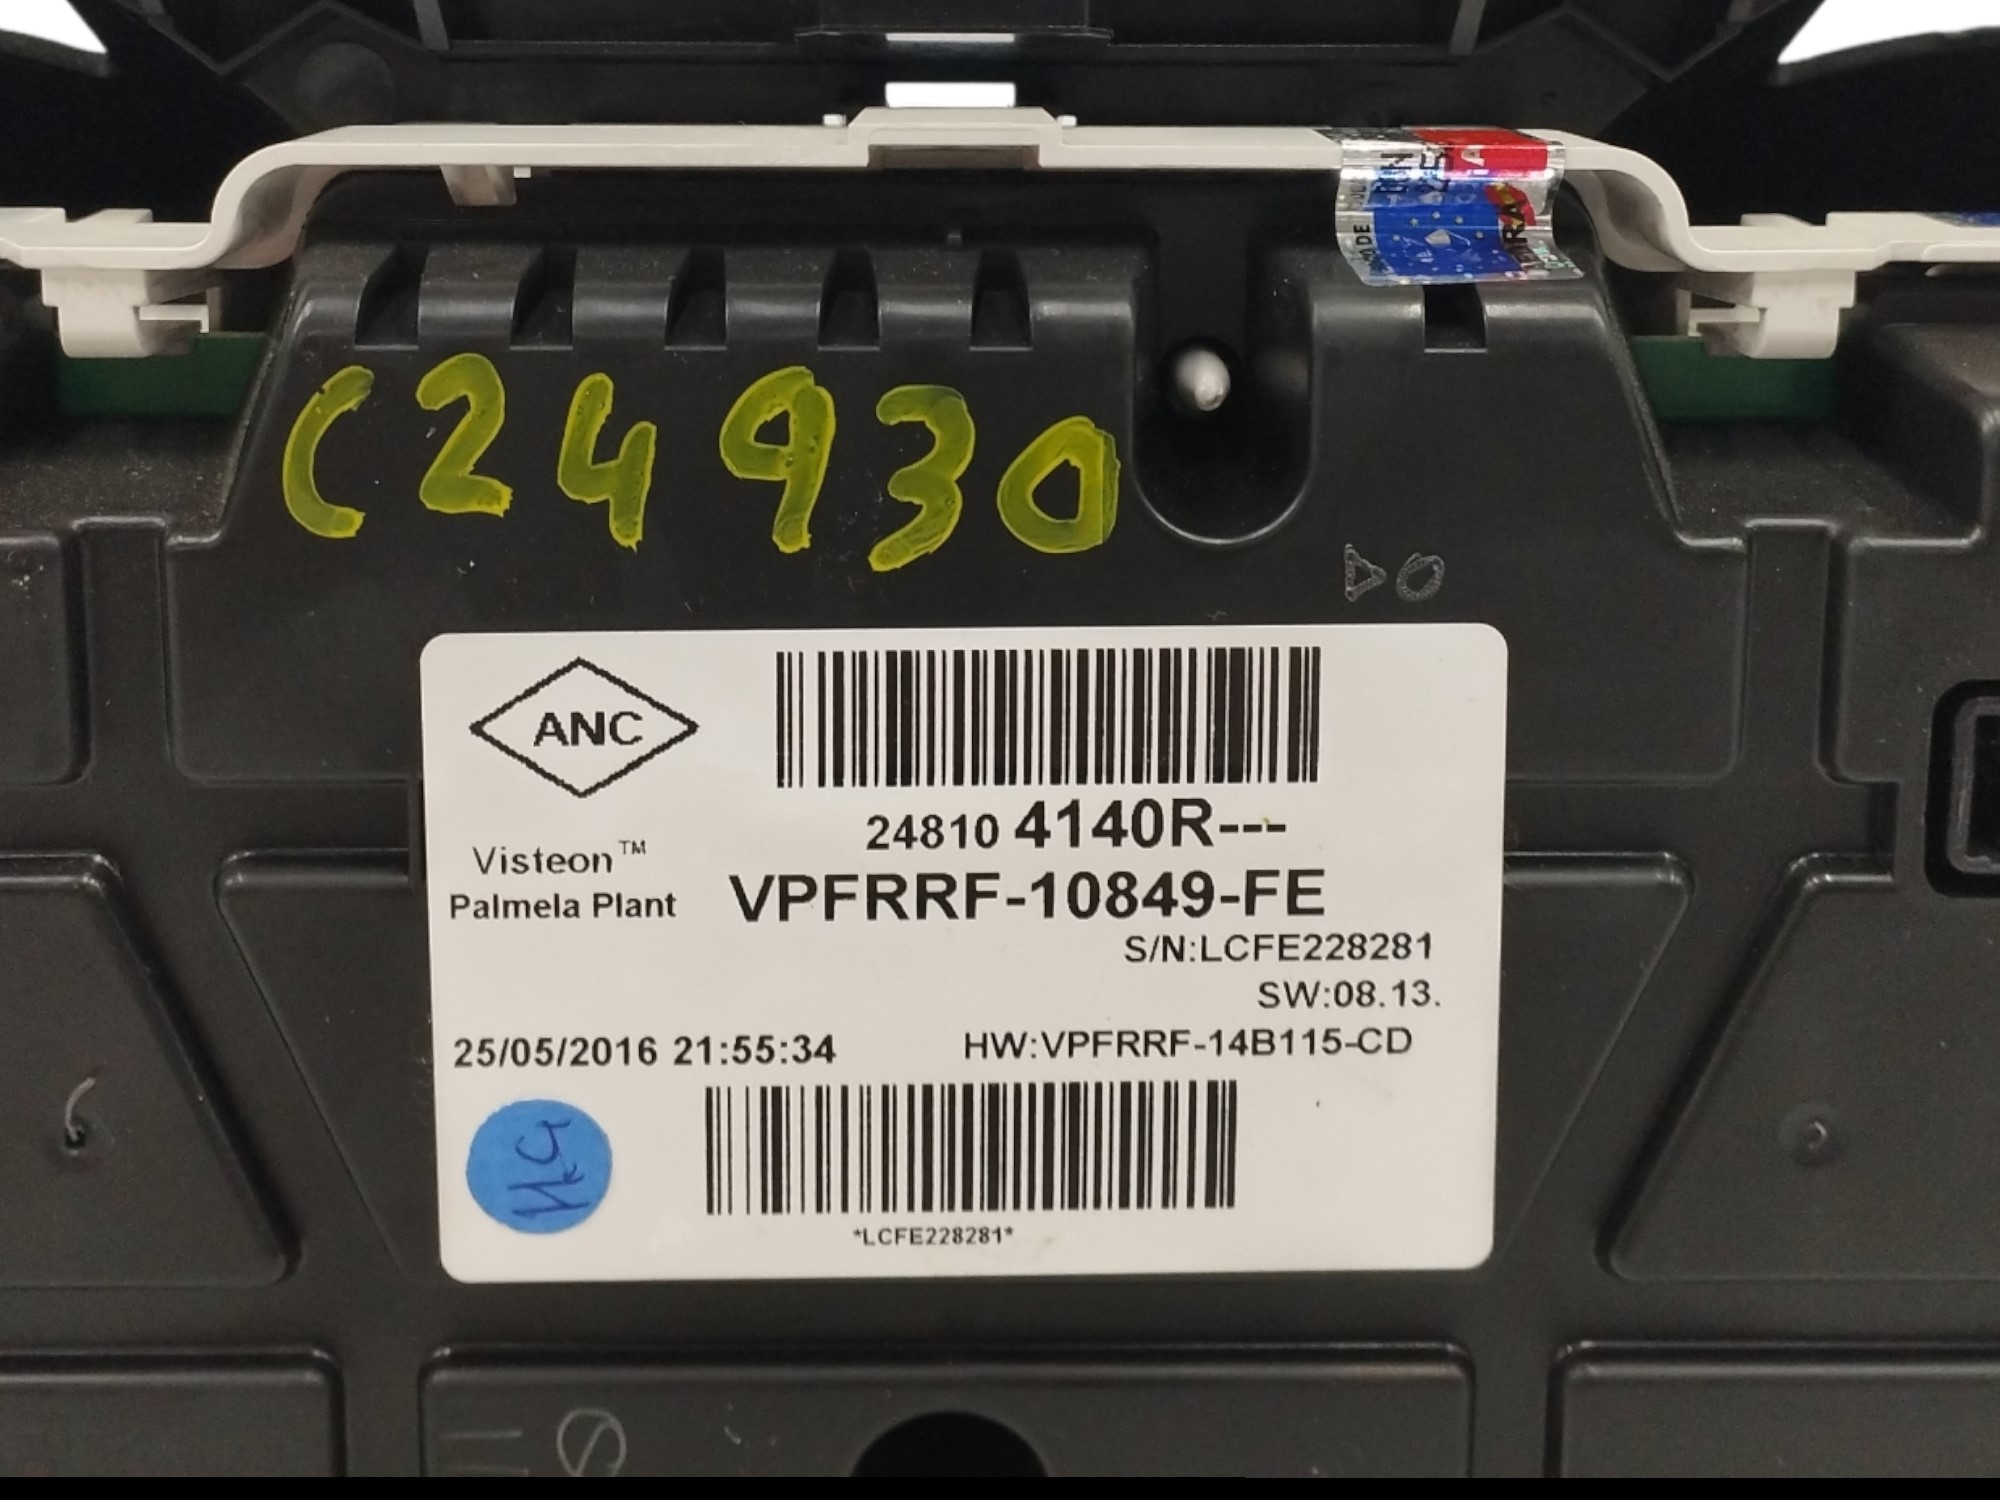 C24930
ANC
24810 4140R---
Visteon™
Palmela Plant
VPFRRF-10849-FE
S/N:LCFE228281
SW:08.13.
25/05/2016 21:55:34
HW:VPFRRF-14B115-CD
*LCFE228281*